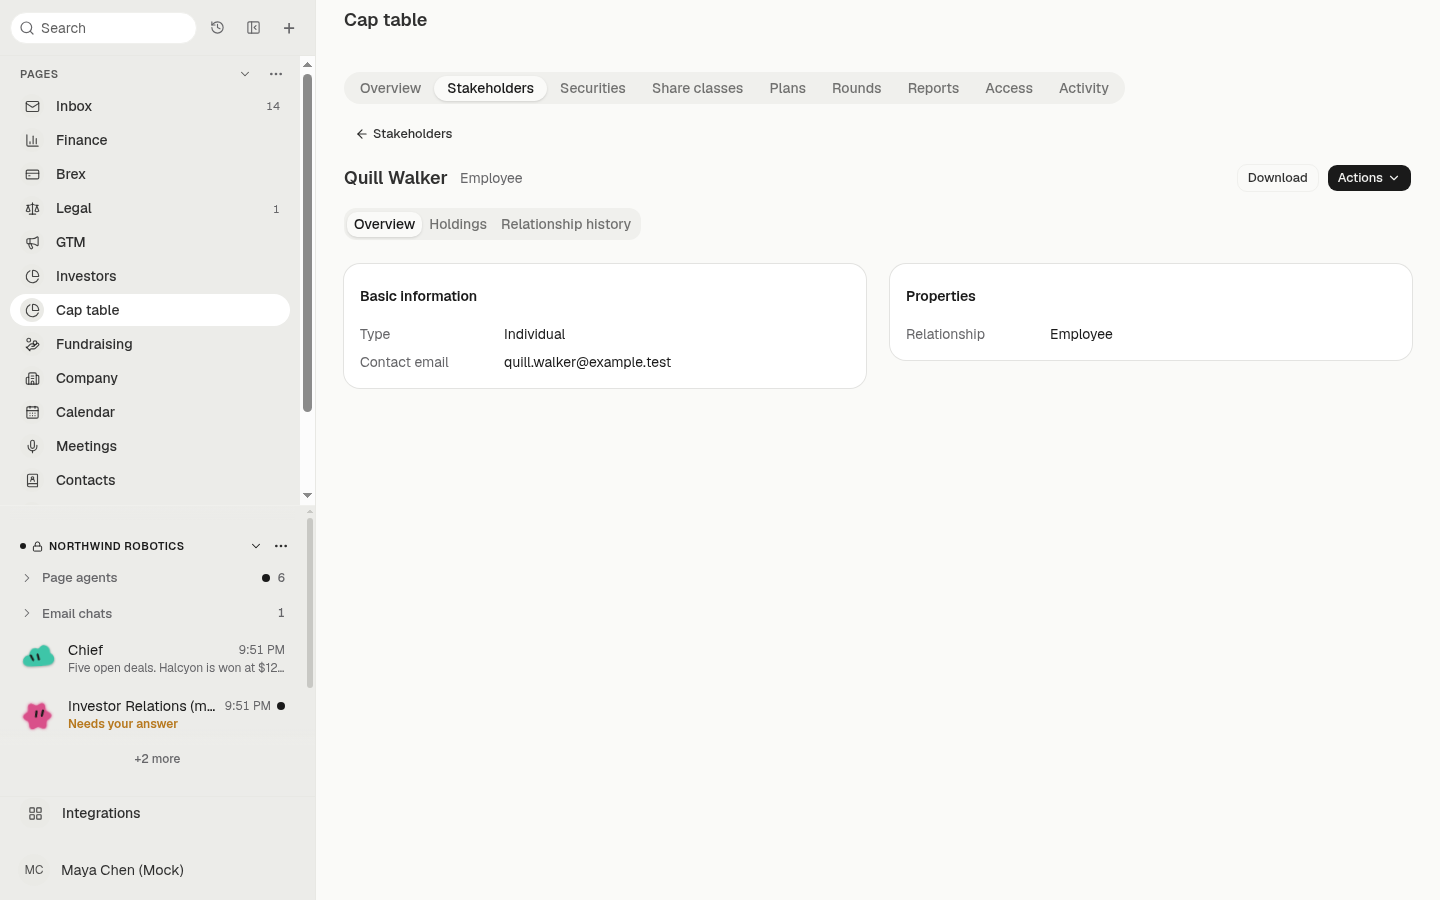 Search
PAGES
Inbox 14
Finance
Brex
Legal 1
GTM
Investors
Cap table
Fundraising
Company
Calendar
Meetings
Contacts
NORTHWIND ROBOTICS
Page agents 6
Email chats 1
Chief 9:51 PM
Five open deals. Halcyon is won at $12...
Investor Relations (m... 9:51 PM
Needs your answer
+2 more
Integrations
MC Maya Chen (Mock)
Cap table
Overview Stakeholders Securities Share classes Plans Rounds Reports Access Activity
Stakeholders
Quill Walker Employee
Download Actions
Overview Holdings Relationship history
Basic information
Type Individual
Contact email quill.walker@example.test
Properties
Relationship Employee